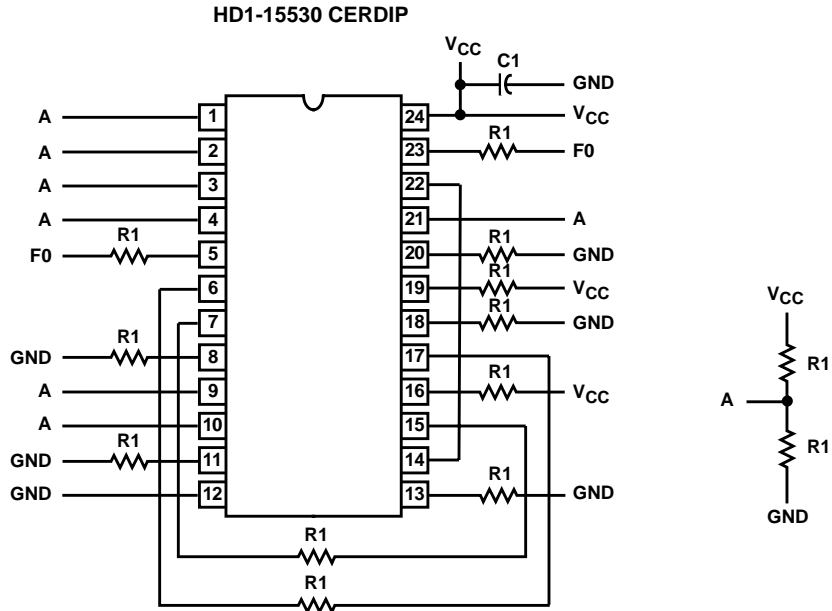 HD1-15530 CERDIP
VCC
C1
GND
A 1 24 VCC
R1
A 2 23 F0
A 3 22
A 4 21 A
R1 R1
F0 5 20 GND
R1
6 19 VCC
R1
7 18 GND
R1
GND 8 17
R1
A 9 16 VCC
A 10 15
R1
GND 11 14
R1
GND 12 13 GND
R1
R1
VCC
R1
A
R1
GND